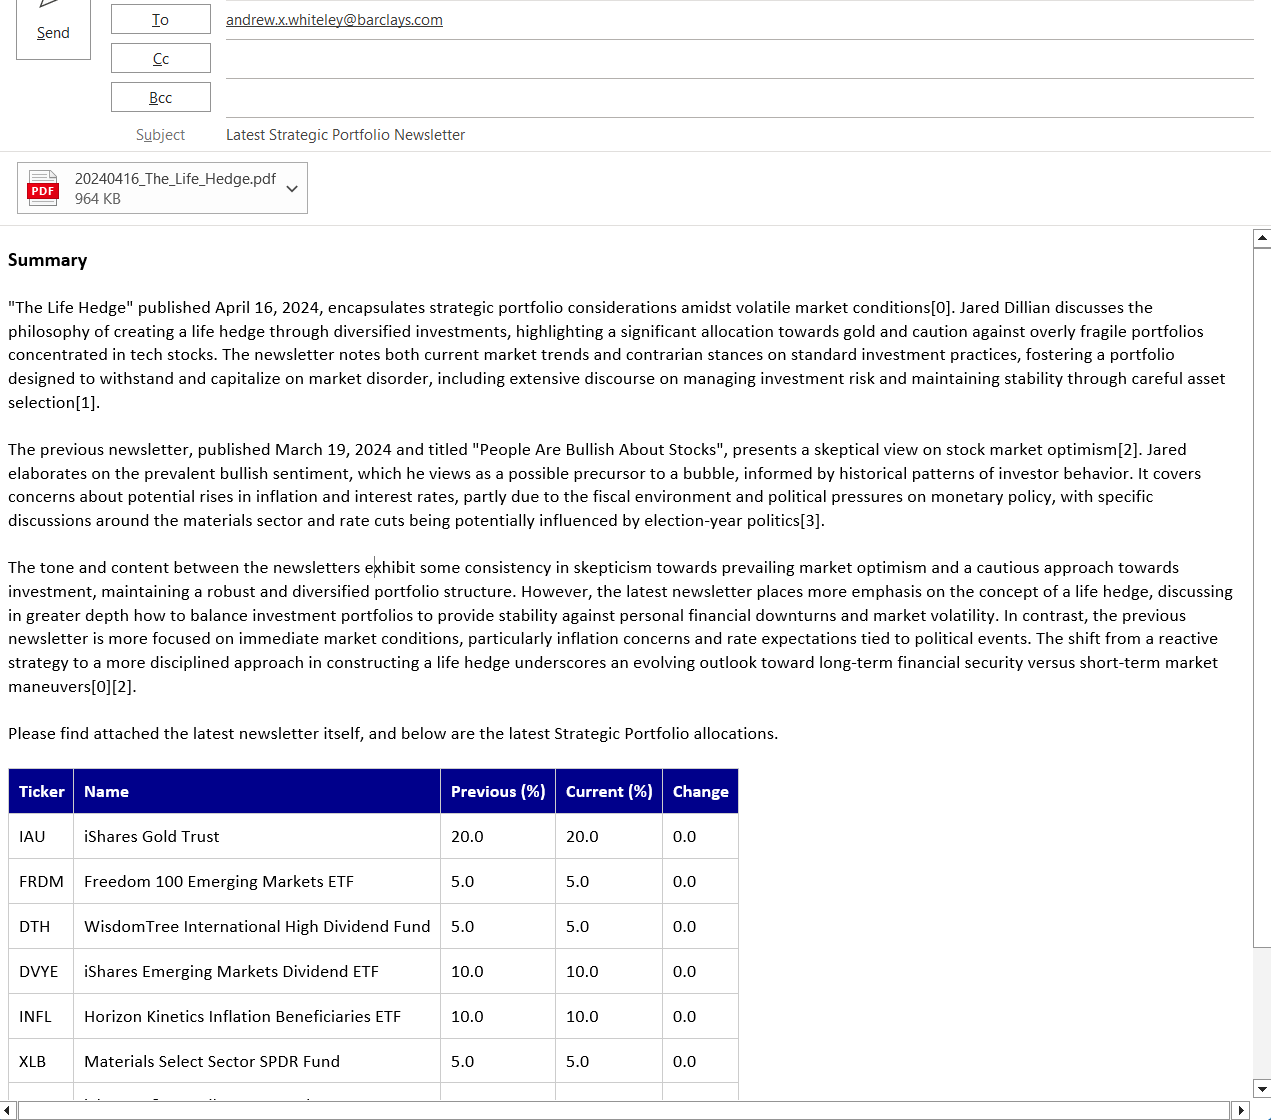 Send
To
andrew.x.whiteley@barclays.com
Cc
Bcc
Subject
Latest Strategic Portfolio Newsletter
20240416_The_Life_Hedge.pdf
PDF
964 KB
Summary
"The Life Hedge" published April 16, 2024, encapsulates strategic portfolio considerations amidst volatile market conditions[0]. Jared Dillian discusses the
philosophy of creating a life hedge through diversified investments, highlighting a significant allocation towards gold and caution against overly fragile portfolios
concentrated in tech stocks. The newsletter notes both current market trends and contrarian stances on standard investment practices, fostering a portfolio
designed to withstand and capitalize on market disorder, including extensive discourse on managing investment risk and maintaining stability through careful asset
selection[1].
The previous newsletter, published March 19, 2024 and titled "People Are Bullish About Stocks", presents a skeptical view on stock market optimism[2]. Jared
elaborates on the prevalent bullish sentiment, which he views as a possible precursor to a bubble, informed by historical patterns of investor behavior. It covers
concerns about potential rises in inflation and interest rates, partly due to the fiscal environment and political pressures on monetary policy, with specific
discussions around the materials sector and rate cuts being potentially influenced by election-year politics[3].
The tone and content between the newsletters exhibit some consistency in skepticism towards prevailing market optimism and a cautious approach towards
investment, maintaining a robust and diversified portfolio structure. However, the latest newsletter places more emphasis on the concept of a life hedge, discussing
in greater depth how to balance investment portfolios to provide stability against personal financial downturns and market volatility. In contrast, the previous
newsletter is more focused on immediate market conditions, particularly inflation concerns and rate expectations tied to political events. The shift from a reactive
strategy to a more disciplined approach in constructing a life hedge underscores an evolving outlook toward long-term financial security versus short-term market
maneuvers[0][2].
Please find attached the latest newsletter itself, and below are the latest Strategic Portfolio allocations.
Ticker Name Previous (%) Current (%) Change
IAU iShares Gold Trust 20.0 20.0 0.0
FRDM Freedom 100 Emerging Markets ETF 5.0 5.0 0.0
DTH WisdomTree International High Dividend Fund 5.0 5.0 0.0
DVYE iShares Emerging Markets Dividend ETF 10.0 10.0 0.0
INFL Horizon Kinetics Inflation Beneficiaries ETF 10.0 10.0 0.0
XLB Materials Select Sector SPDR Fund 5.0 5.0 0.0